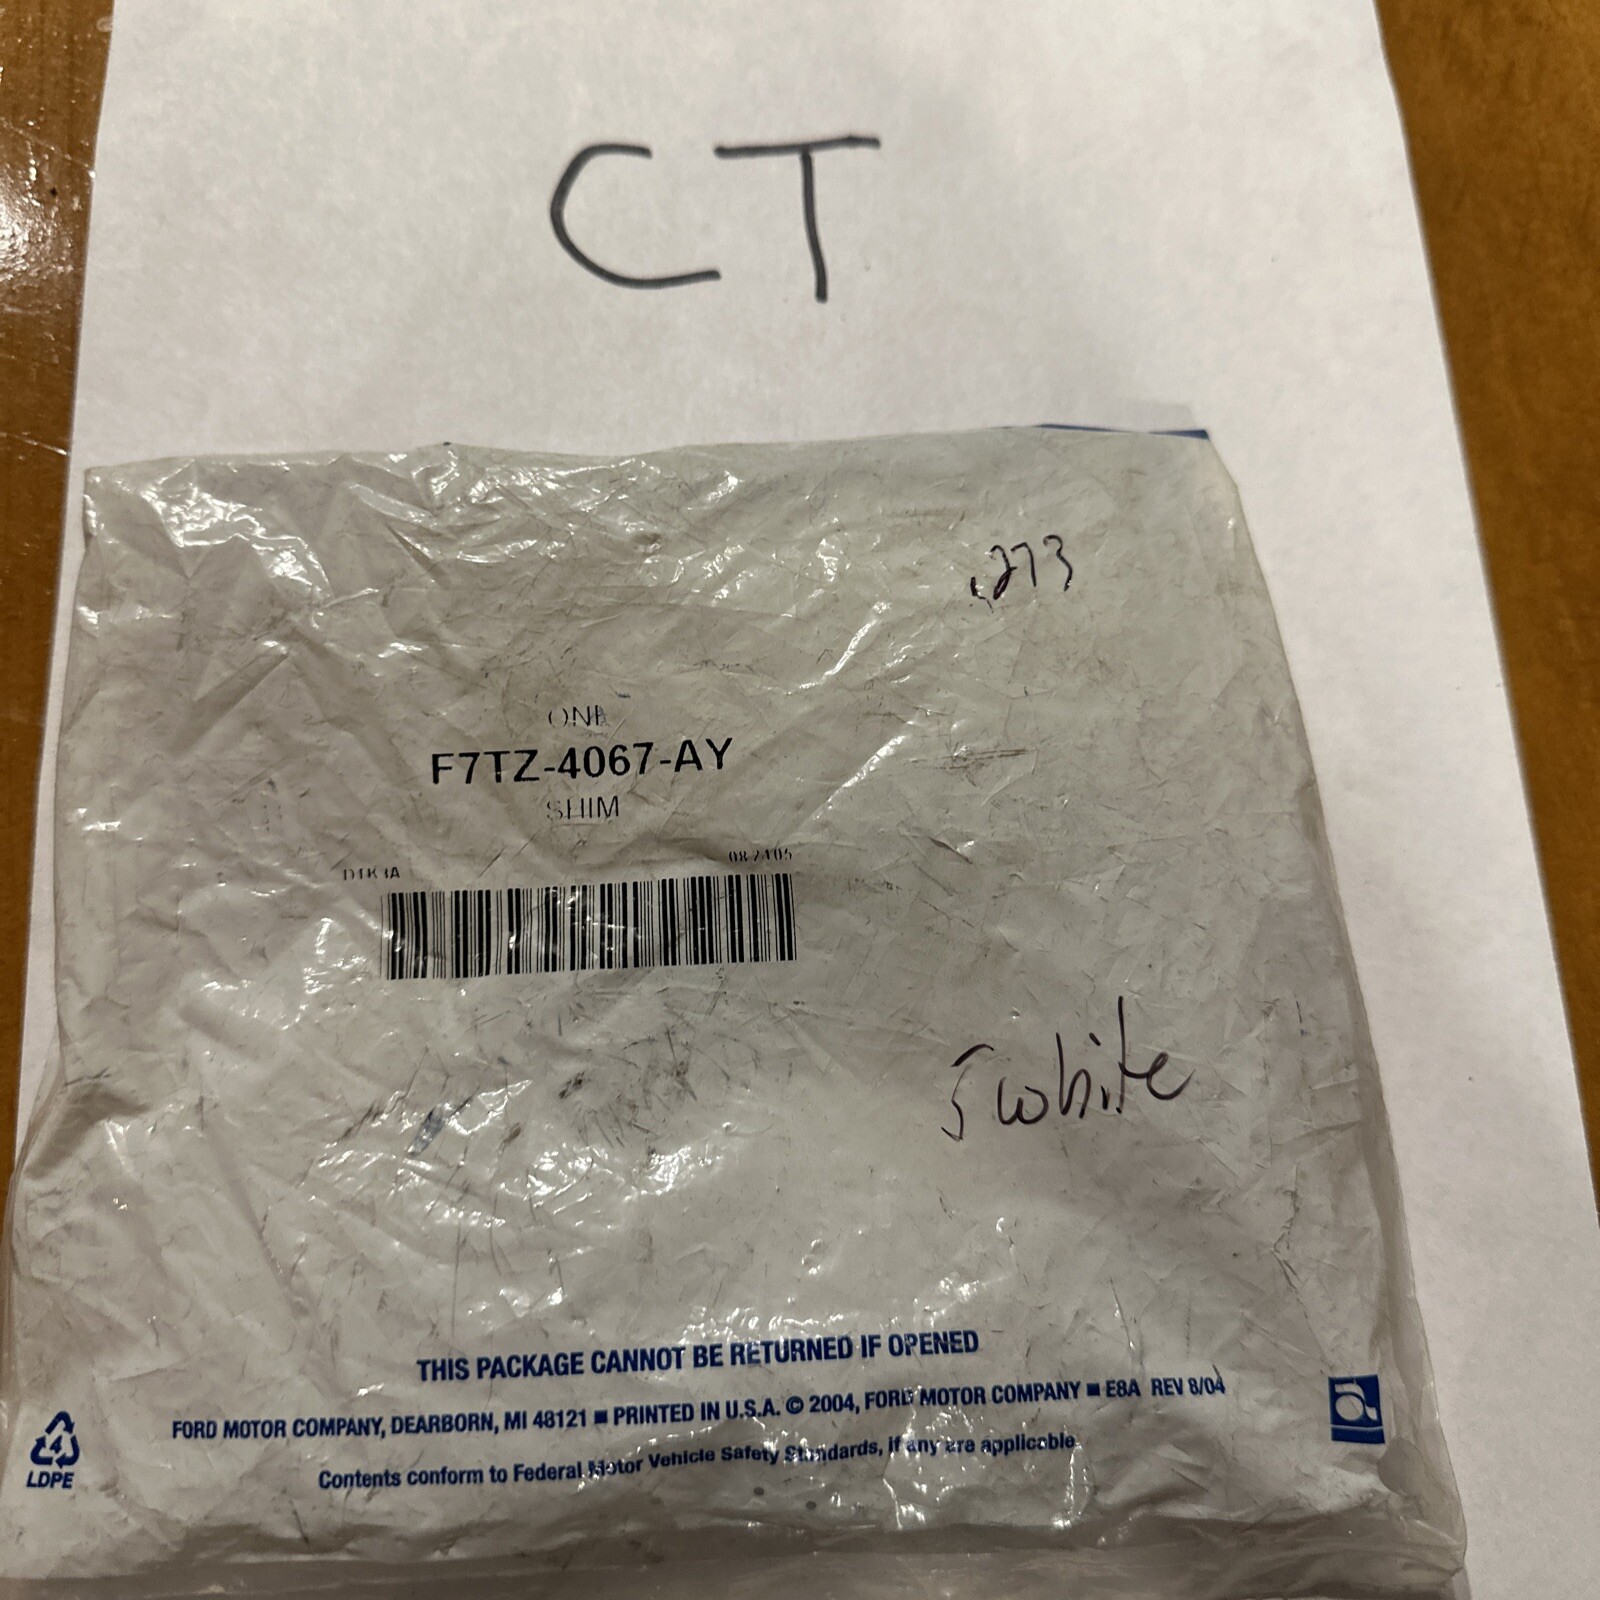 CT
.273
ONE
F7TZ-4067-AY
SHIM
5 white
THIS PACKAGE CANNOT BE RETURNED IF OPENED
FORD MOTOR COMPANY, DEARBORN, MI 48121 ■ PRINTED IN U.S.A. © 2004, FORD MOTOR COMPANY ■ E8A REV 8/04
Contents conform to Federal Motor Vehicle Safety Standards, if any are applicable.
4
LDPE